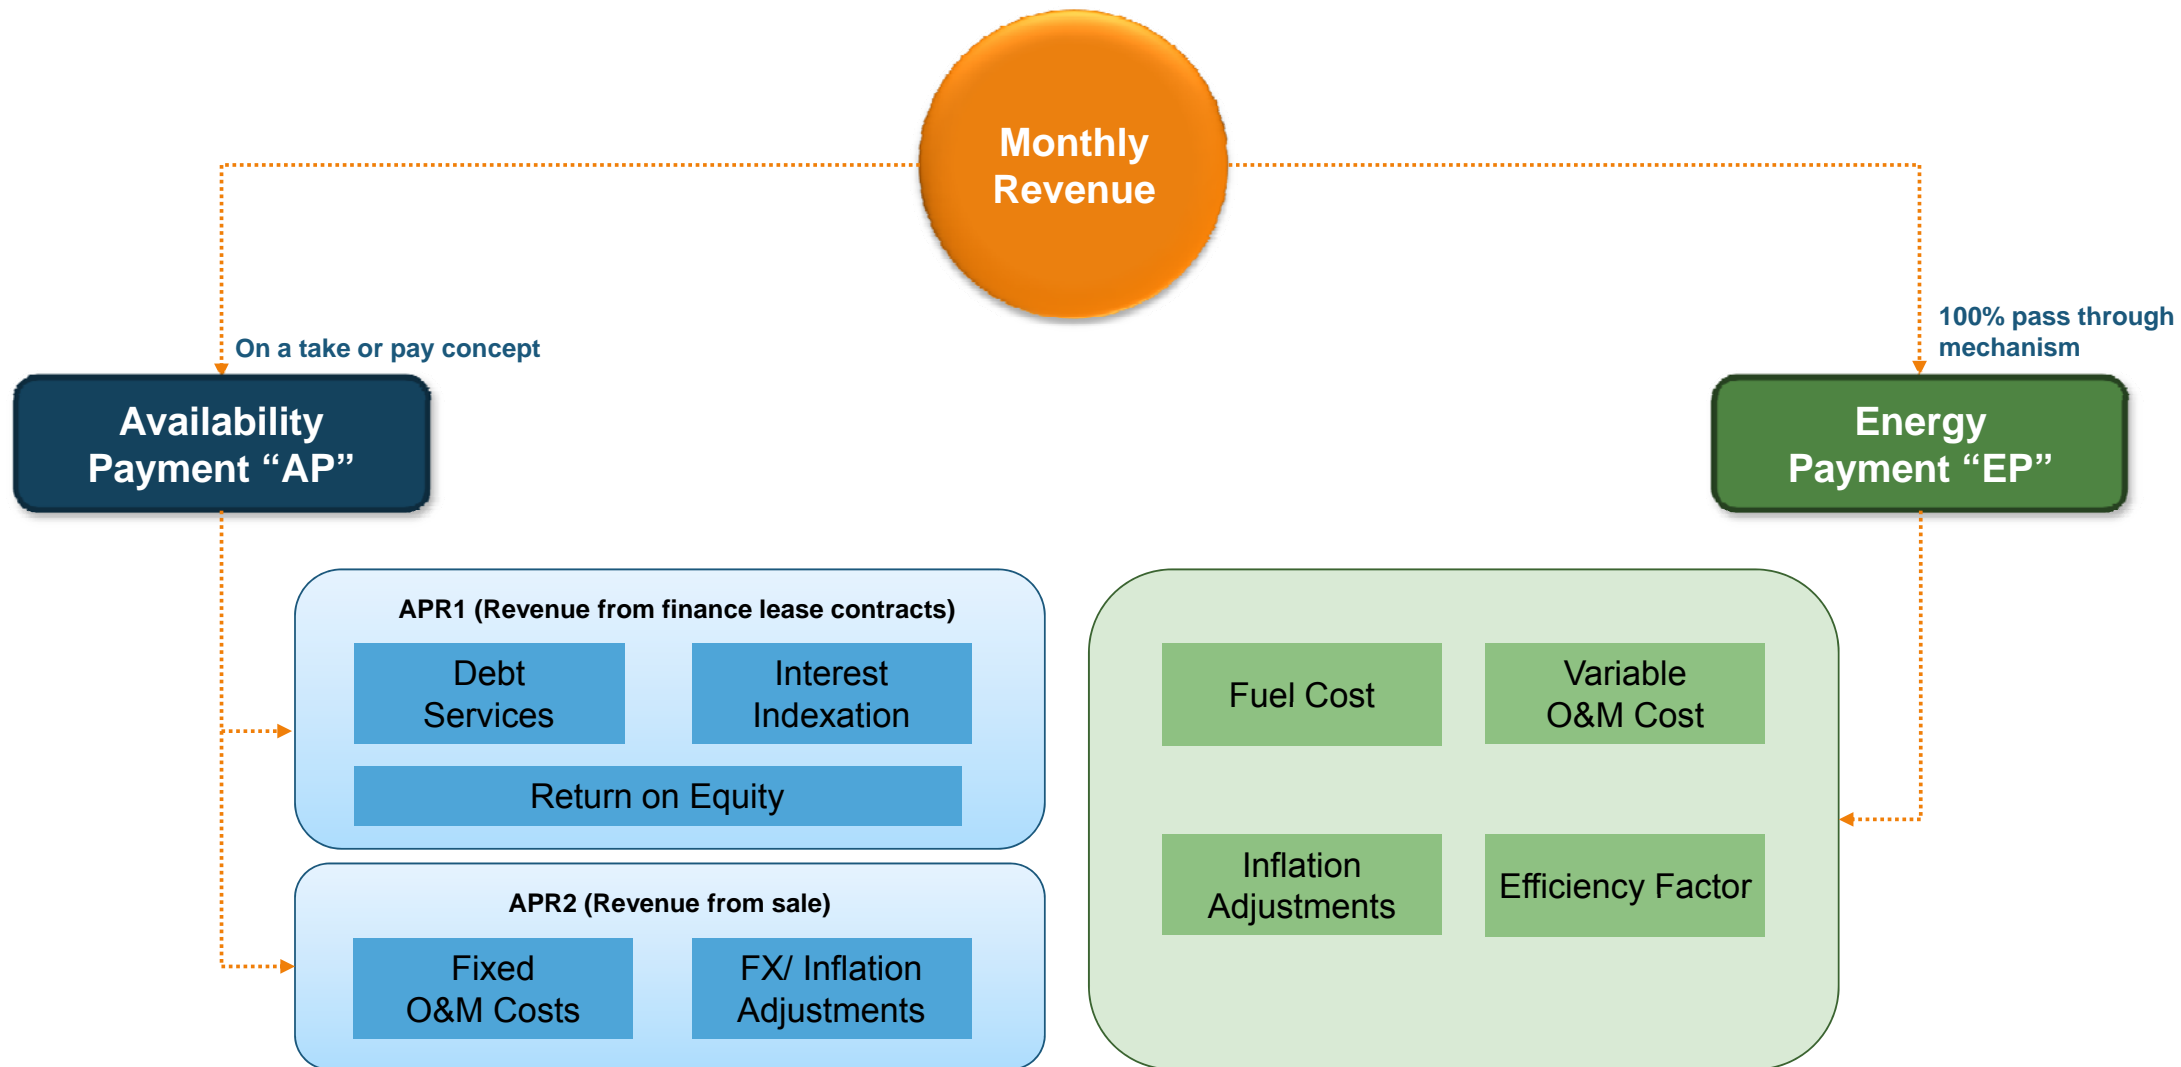 Monthly
Revenue
On a take or pay concept
100% pass through
mechanism
Availability
Payment “AP”
Energy
Payment “EP”
APR1 (Revenue from finance lease contracts)
Debt
Services
Interest
Indexation
Return on Equity
APR2 (Revenue from sale)
Fixed
O&M Costs
FX/ Inflation
Adjustments
Fuel Cost
Variable
O&M Cost
Inflation
Adjustments
Efficiency Factor